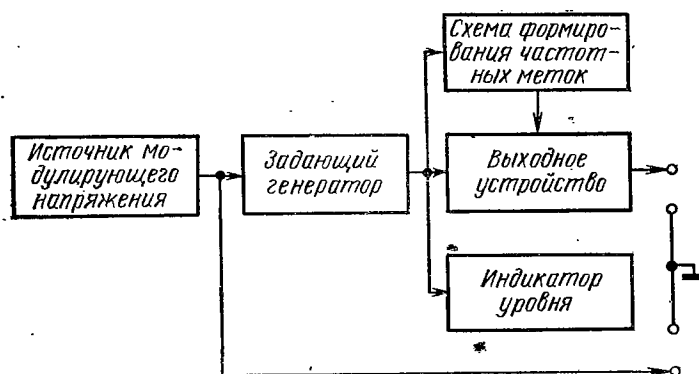 Схема формиро-
вания частот-
ных меток
Источник мо-
дулирующего
напряжения
Задающий
генератор
Выходное
устройство
Индикатор
уровня